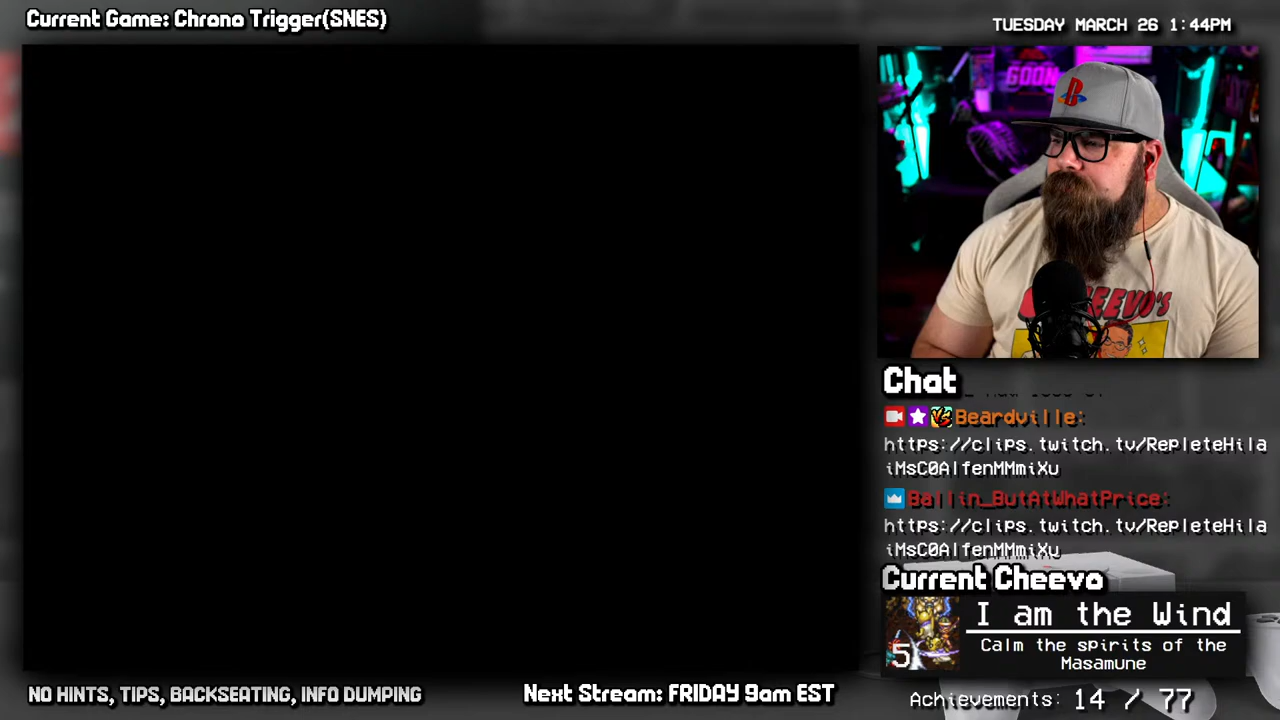 Current Game: Chrono Trigger(SNES)
TUESDAY MARCH 26 1:44PM
GOON
Chat
Beardville:
https://clips.twitch.tv/RepleteHila
iMsC0AlfenMMmiXu
Ballin_ButAtWhatPrice:
https://clips.twitch.tv/RepleteHila
iMsC0AlfenMMmiXu
Current Cheevo
I am the Wind
5
Calm the spirits of the
Masamune
NO HINTS, TIPS, BACKSEATING, INFO DUMPING
Next Stream: FRIDAY 9am EST
Achievements: 14 / 77